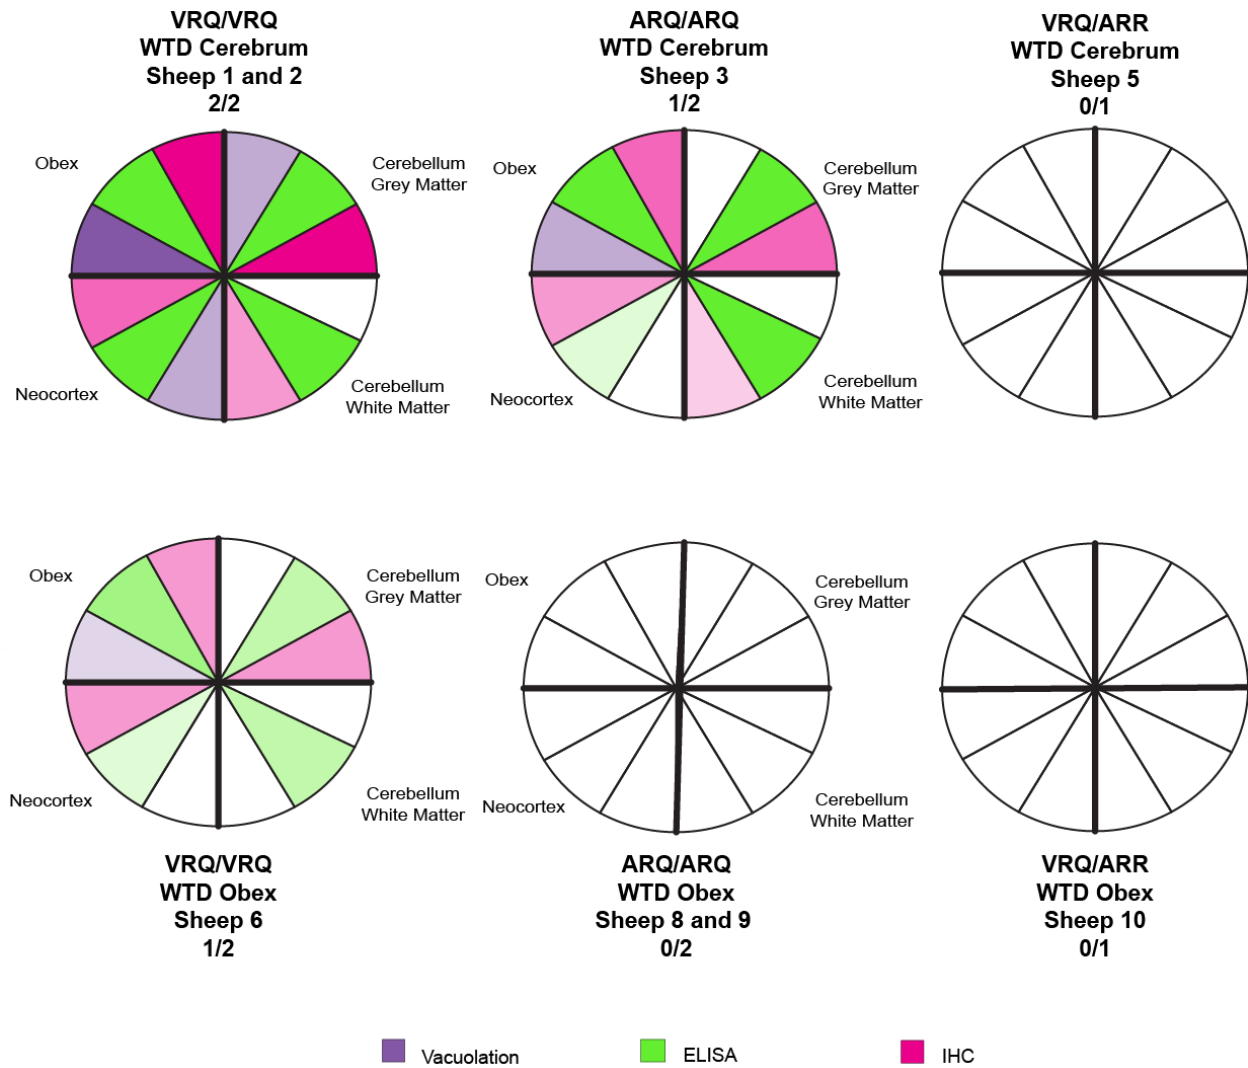 VRQ/VRQ
WTD Cerebrum
Sheep 1 and 2
2/2
Obex
Cerebellum
Grey Matter
Neocortex
Cerebellum
White Matter
ARQ/ARQ
WTD Cerebrum
Sheep 3
1/2
Obex
Cerebellum
Grey Matter
Neocortex
Cerebellum
White Matter
VRQ/ARR
WTD Cerebrum
Sheep 5
0/1
Obex
Cerebellum
Grey Matter
Neocortex
Cerebellum
White Matter
VRQ/VRQ
WTD Obex
Sheep 6
1/2
Obex
Cerebellum
Grey Matter
Neocortex
Cerebellum
White Matter
ARQ/ARQ
WTD Obex
Sheep 8 and 9
0/2
VRQ/ARR
WTD Obex
Sheep 10
0/1
Vacuolation
ELISA
IHC